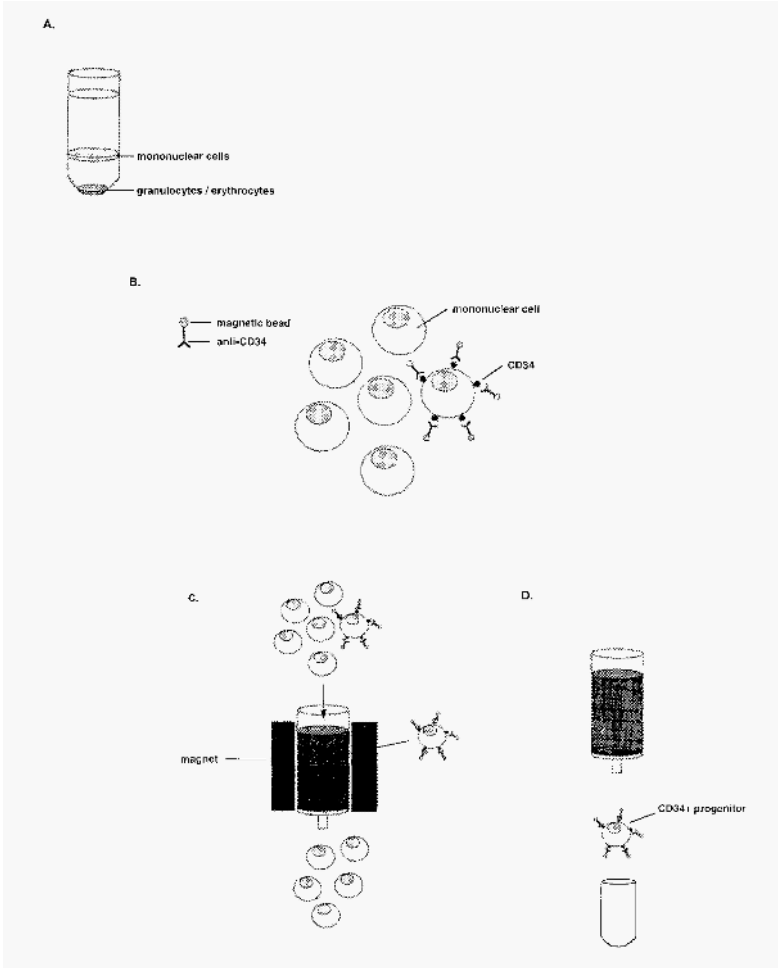 A.
mononuclear cells
granulocytes / erythrocytes
B.
magnetic bead
anti-CD34
mononuclear cell
CD34
C.
D.
magnet
CD34+ progenitor